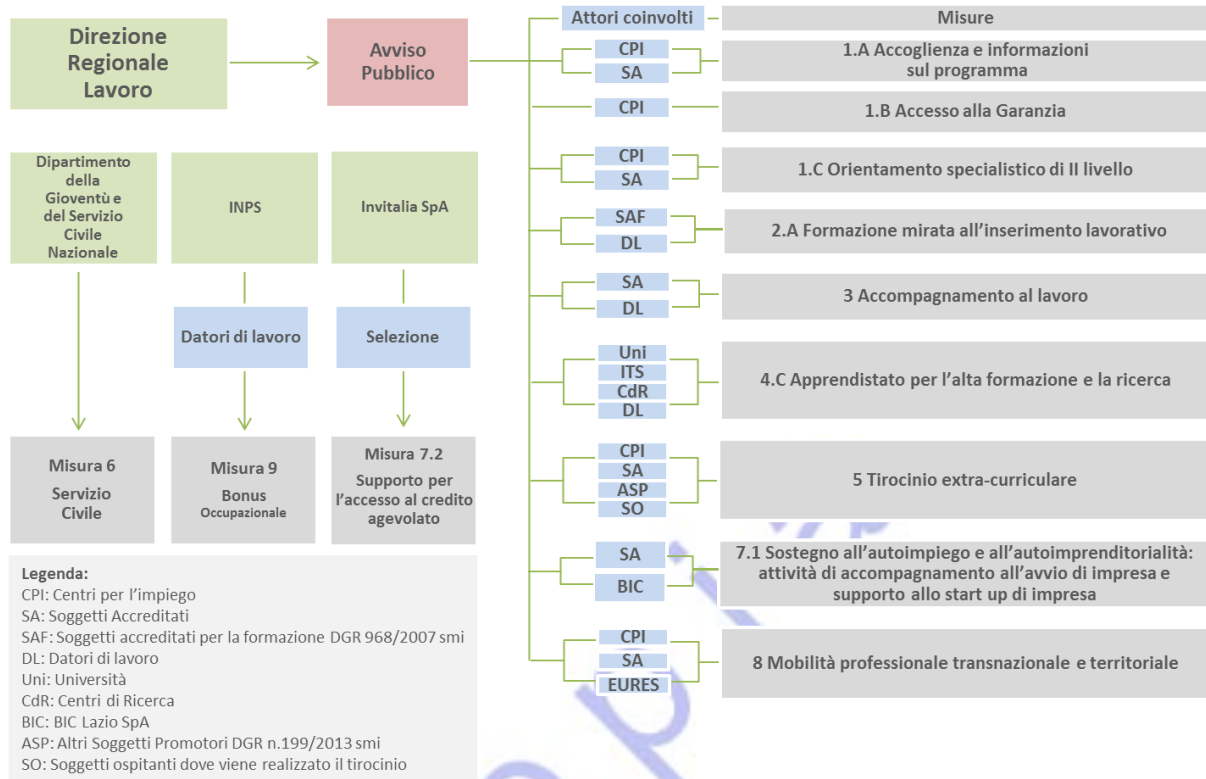 Direzione
Regionale
Lavoro
Avviso
Pubblico
Dipartimento
della
Gioventù e
del Servizio
Civile
Nazionale
INPS
Invitalia SpA
Datori di lavoro
Selezione
Misura 6
Servizio
Civile
Misura 9
Bonus
Occupazionale
Misura 7.2
Supporto per
l'accesso al credito
agevolato
Legenda:
CPI: Centri per l'impiego
SA: Soggetti Accreditati
SAF: Soggetti accreditati per la formazione DGR 968/2007 smi
DL: Datori di lavoro
Uni: Università
CdR: Centri di Ricerca
BIC: BIC Lazio SpA
ASP: Altri Soggetti Promotori DGR n.199/2013 smi
SO: Soggetti ospitanti dove viene realizzato il tirocinio
Attori coinvolti
Misure
CPI
SA
1.A Accoglienza e informazioni
sul programma
CPI
1.B Accesso alla Garanzia
CPI
SA
1.C Orientamento specialistico di II livello
SAF
DL
2.A Formazione mirata all'inserimento lavorativo
SA
DL
3 Accompagnamento al lavoro
Uni
ITS
CdR
DL
4.C Apprendistato per l'alta formazione e la ricerca
CPI
SA
ASP
SO
5 Tirocinio extra-curriculare
SA
BIC
7.1 Sostegno all'autoimpiego e all'autoimprenditorialità:
attività di accompagnamento all'avvio di impresa e
supporto allo start up di impresa
CPI
SA
EURES
8 Mobilità professionale transnazionale e territoriale